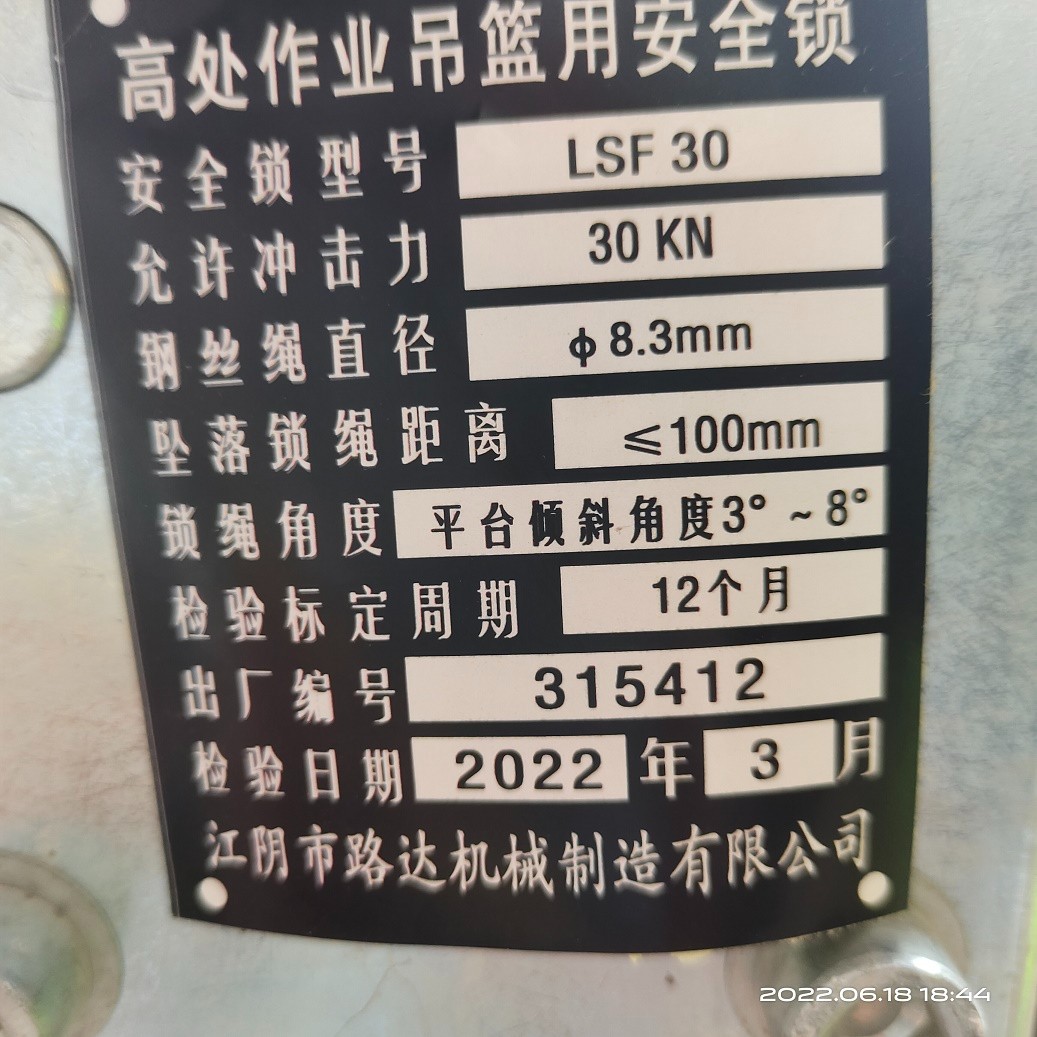 高处作业吊篮用安全锁
安全锁型号 LSF 30
允许冲击力 30 KN
钢丝绳直径 ϕ 8.3mm
坠落锁绳距离 ≤100mm
锁绳角度 平台倾斜角度3° ~ 8°
检验标定周期 12个月
出厂编号 315412
检验日期 2022 年 3 月
江阴市路达机械制造有限公司
2022.06.18 18:44